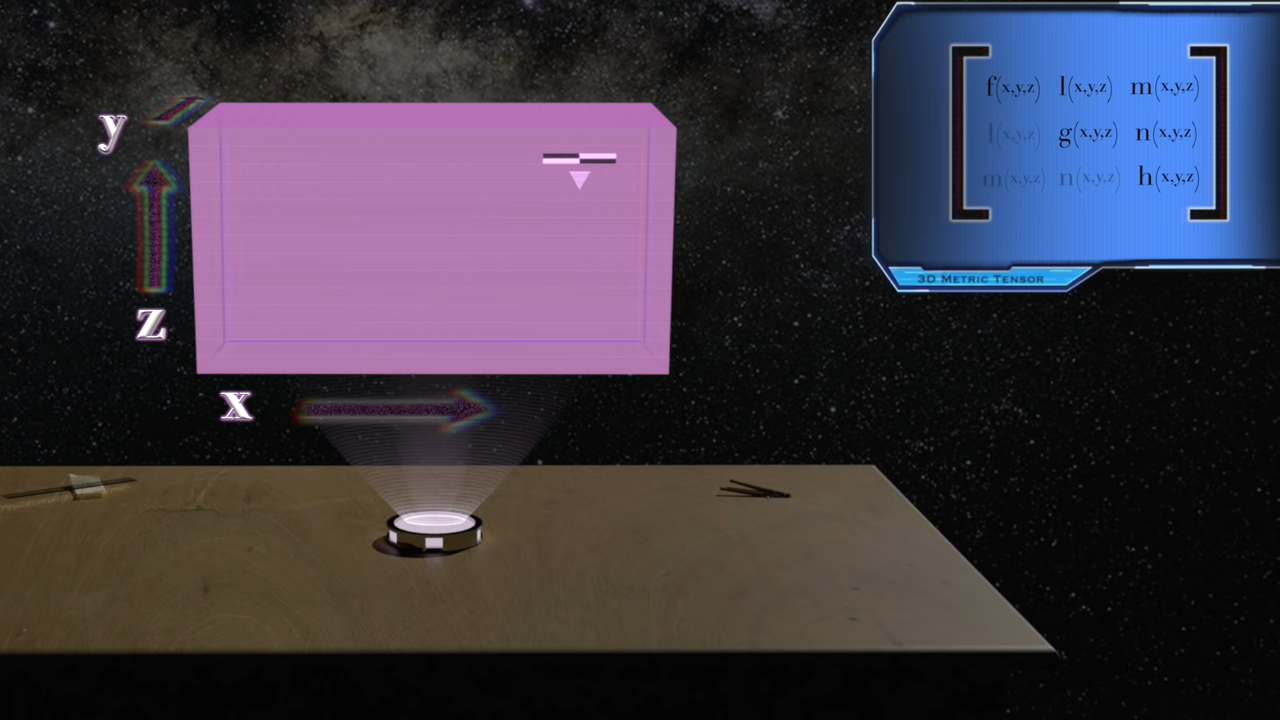 y
z
x
f(x,y,z) l(x,y,z) m(x,y,z)
l(x,y,z) g(x,y,z) n(x,y,z)
m(x,y,z) n(x,y,z) h(x,y,z)
3D Metric Tensor